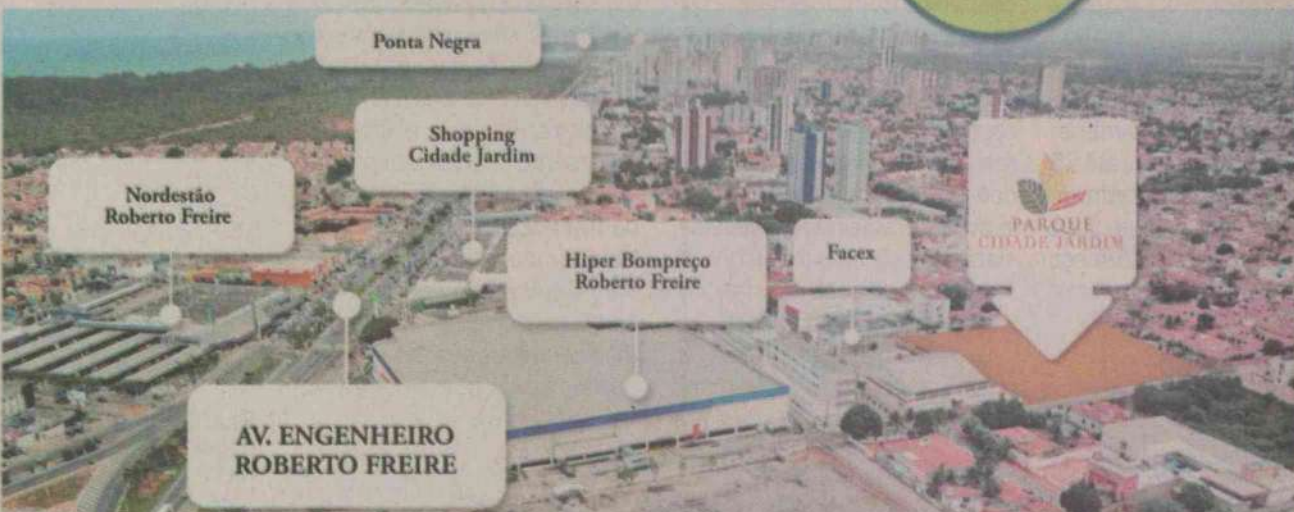 Ponta Negra
Shopping
Cidade Jardim
Nordestão
Roberto Freire
Hiper Bompreço
Roberto Freire
Facex
PARQUE
CIDADE JARDIM
AV. ENGENHEIRO
ROBERTO FREIRE